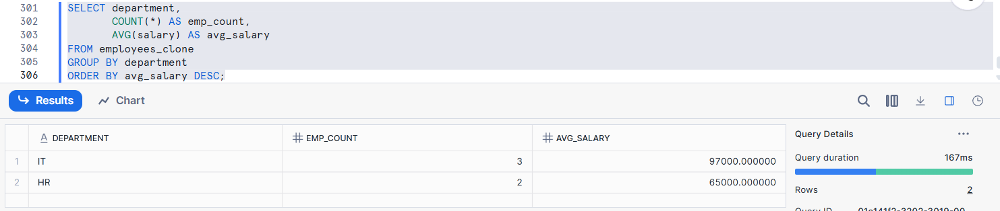 301 SELECT department,
302 COUNT(*) AS emp_count,
303 AVG(salary) AS avg_salary
304 FROM employees_clone
305 GROUP BY department
306 ORDER BY avg_salary DESC;
Results Chart
A DEPARTMENT # EMP_COUNT # AVG_SALARY
1 IT 3 97000.000000
2 HR 2 65000.000000
Query Details ...
Query duration 167ms
Rows 2
Query ID